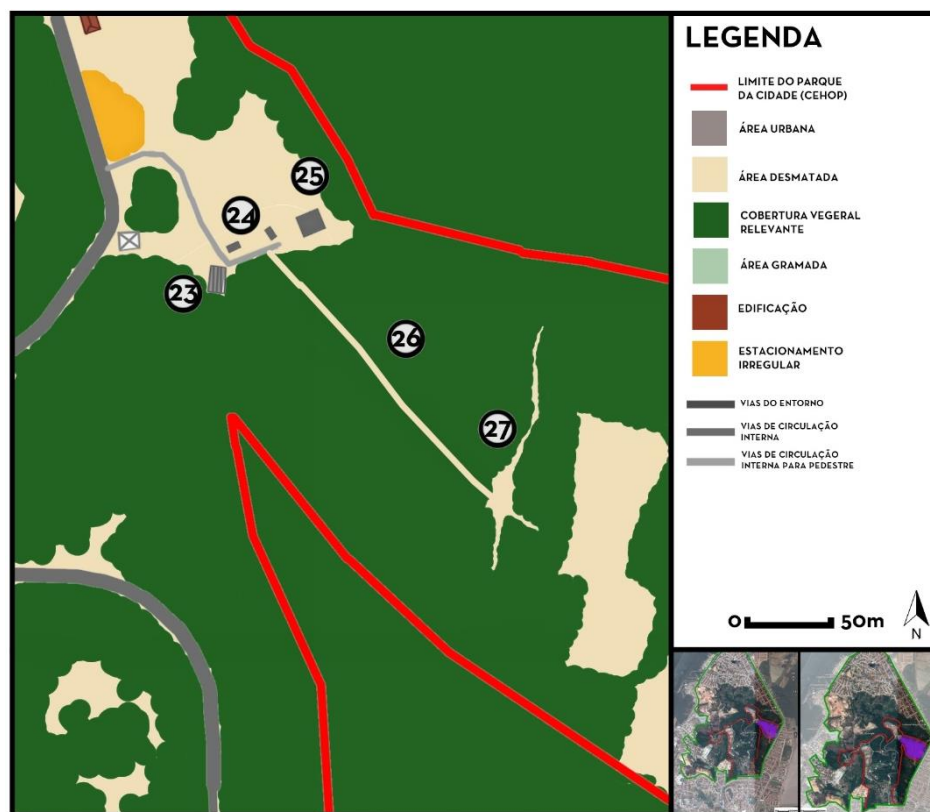 25
24
23
26
27
LEGENDA
LIMITE DO PARQUE
DA CIDADE (CEHOP)
ÁREA URBANA
ÁREA DESMATADA
COBERTURA VEGERAL
RELEVANTE
ÁREA GRAMADA
EDIFICAÇÃO
ESTACIONAMENTO
IRREGULAR
VIAS DO ENTORNO
VIAS DE CIRCULAÇÃO
INTERNA
VIAS DE CIRCULAÇÃO
INTERNA PARA PEDESTRE
0 50m
N